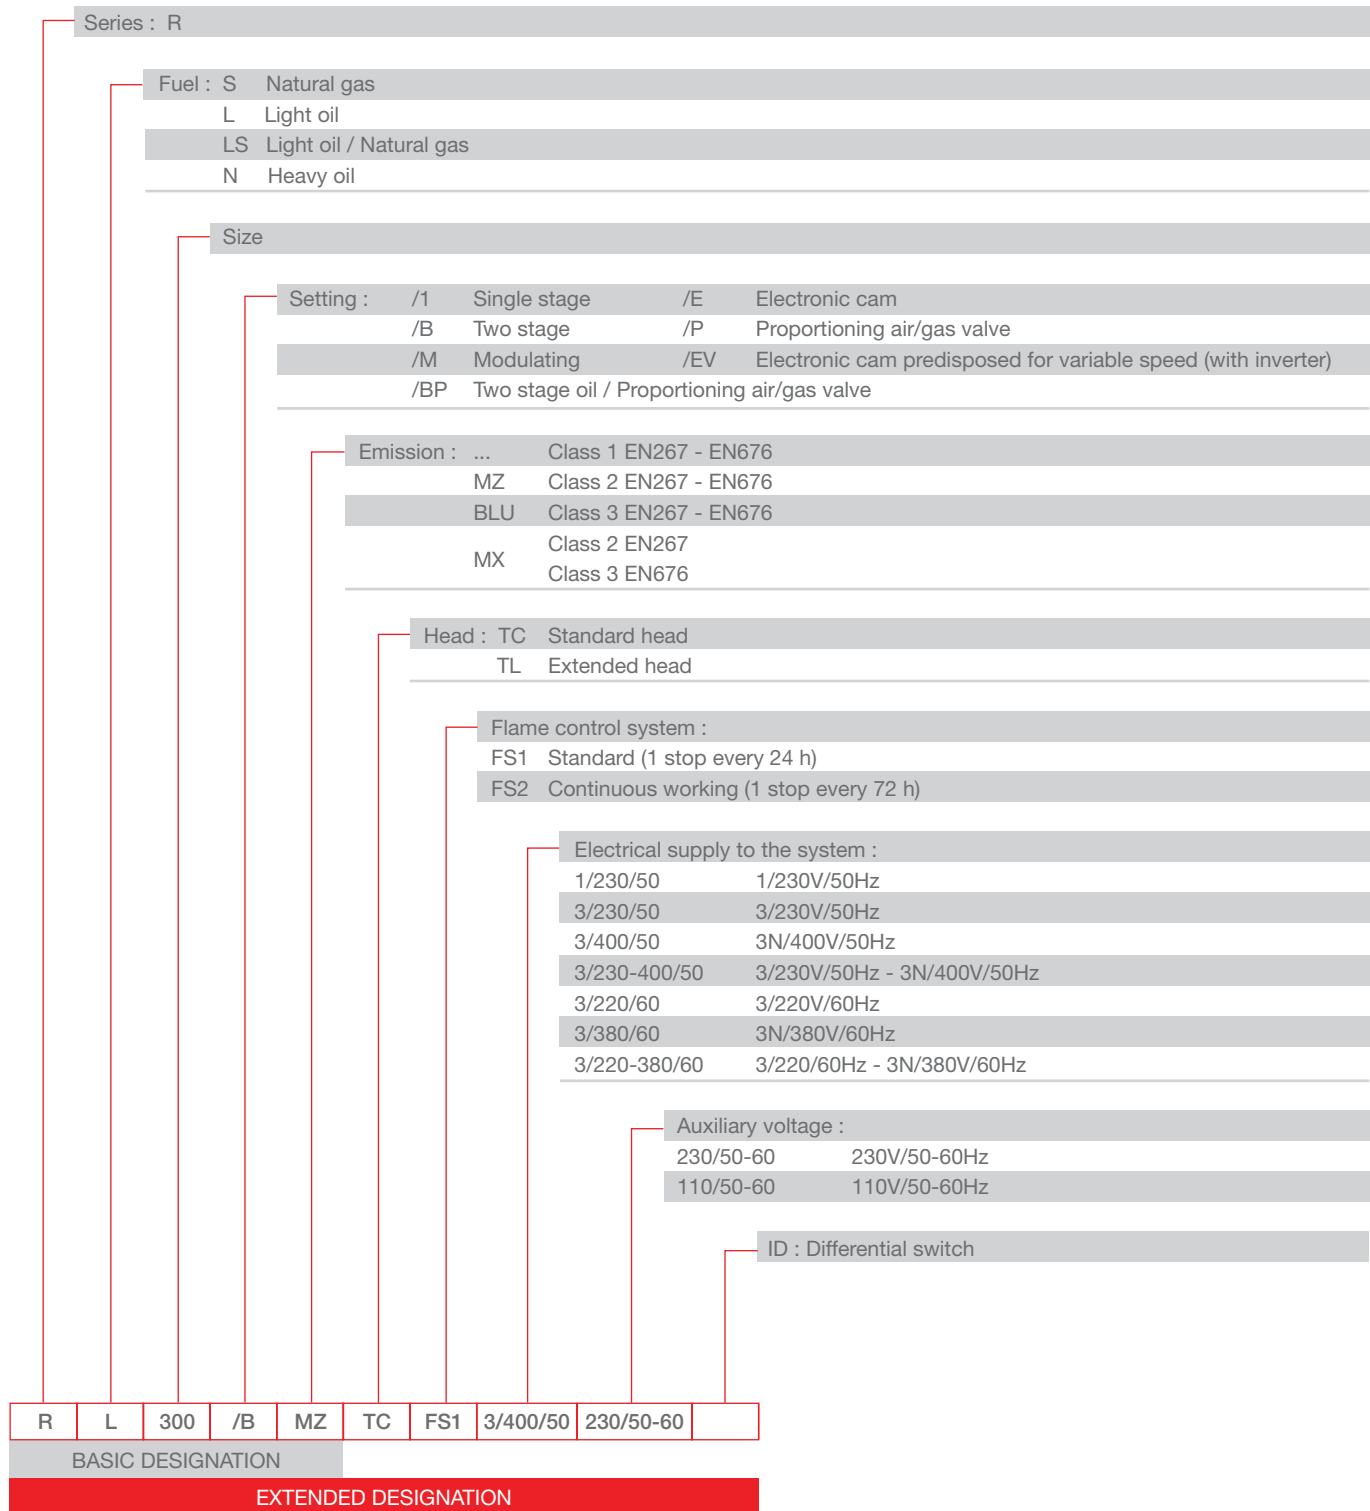 Series : R
Fuel : S Natural gas
L Light oil
LS Light oil / Natural gas
N Heavy oil
Size
Setting : /1 Single stage /E Electronic cam
/B Two stage /P Proportioning air/gas valve
/M Modulating /EV Electronic cam predisposed for variable speed (with inverter)
/BP Two stage oil / Proportioning air/gas valve
Emission : ... Class 1 EN267 - EN676
MZ Class 2 EN267 - EN676
BLU Class 3 EN267 - EN676
MX Class 2 EN267
Class 3 EN676
Head : TC Standard head
TL Extended head
Flame control system :
FS1 Standard (1 stop every 24 h)
FS2 Continuous working (1 stop every 72 h)
Electrical supply to the system :
1/230/50 1/230V/50Hz
3/230/50 3/230V/50Hz
3/400/50 3N/400V/50Hz
3/230-400/50 3/230V/50Hz - 3N/400V/50Hz
3/220/60 3/220V/60Hz
3/380/60 3N/380V/60Hz
3/220-380/60 3/220/60Hz - 3N/380V/60Hz
Auxiliary voltage :
230/50-60 230V/50-60Hz
110/50-60 110V/50-60Hz
ID : Differential switch
R L 300 /B MZ TC FS1 3/400/50 230/50-60
BASIC DESIGNATION
EXTENDED DESIGNATION